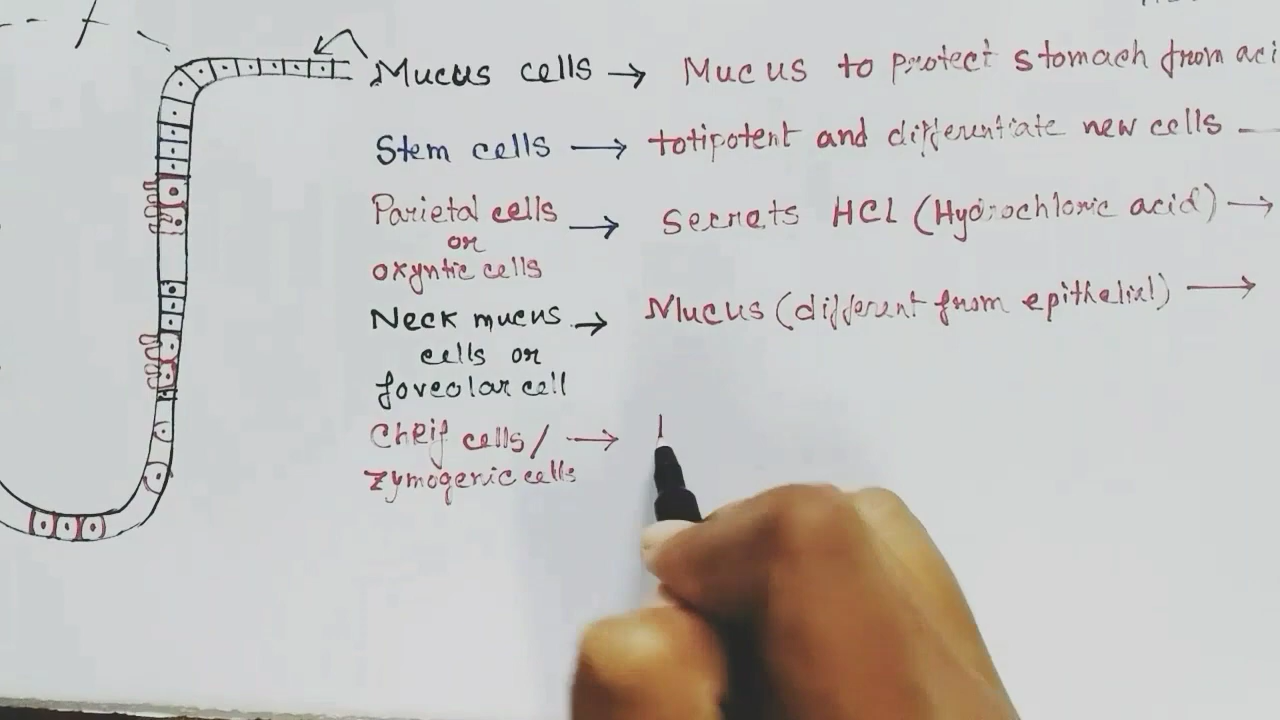 Mucus cells → Mucus to protect stomach from aci
Stem cells → totipotent and differentiate new cells
Parietal cells → Secrets HCL (Hydrochloric acid) →
or
oxyntic cells
Neck mucus → Mucus (different from epithelial) →
cells or
foveolar cell
Cheif cells/ →
zymogenic cells